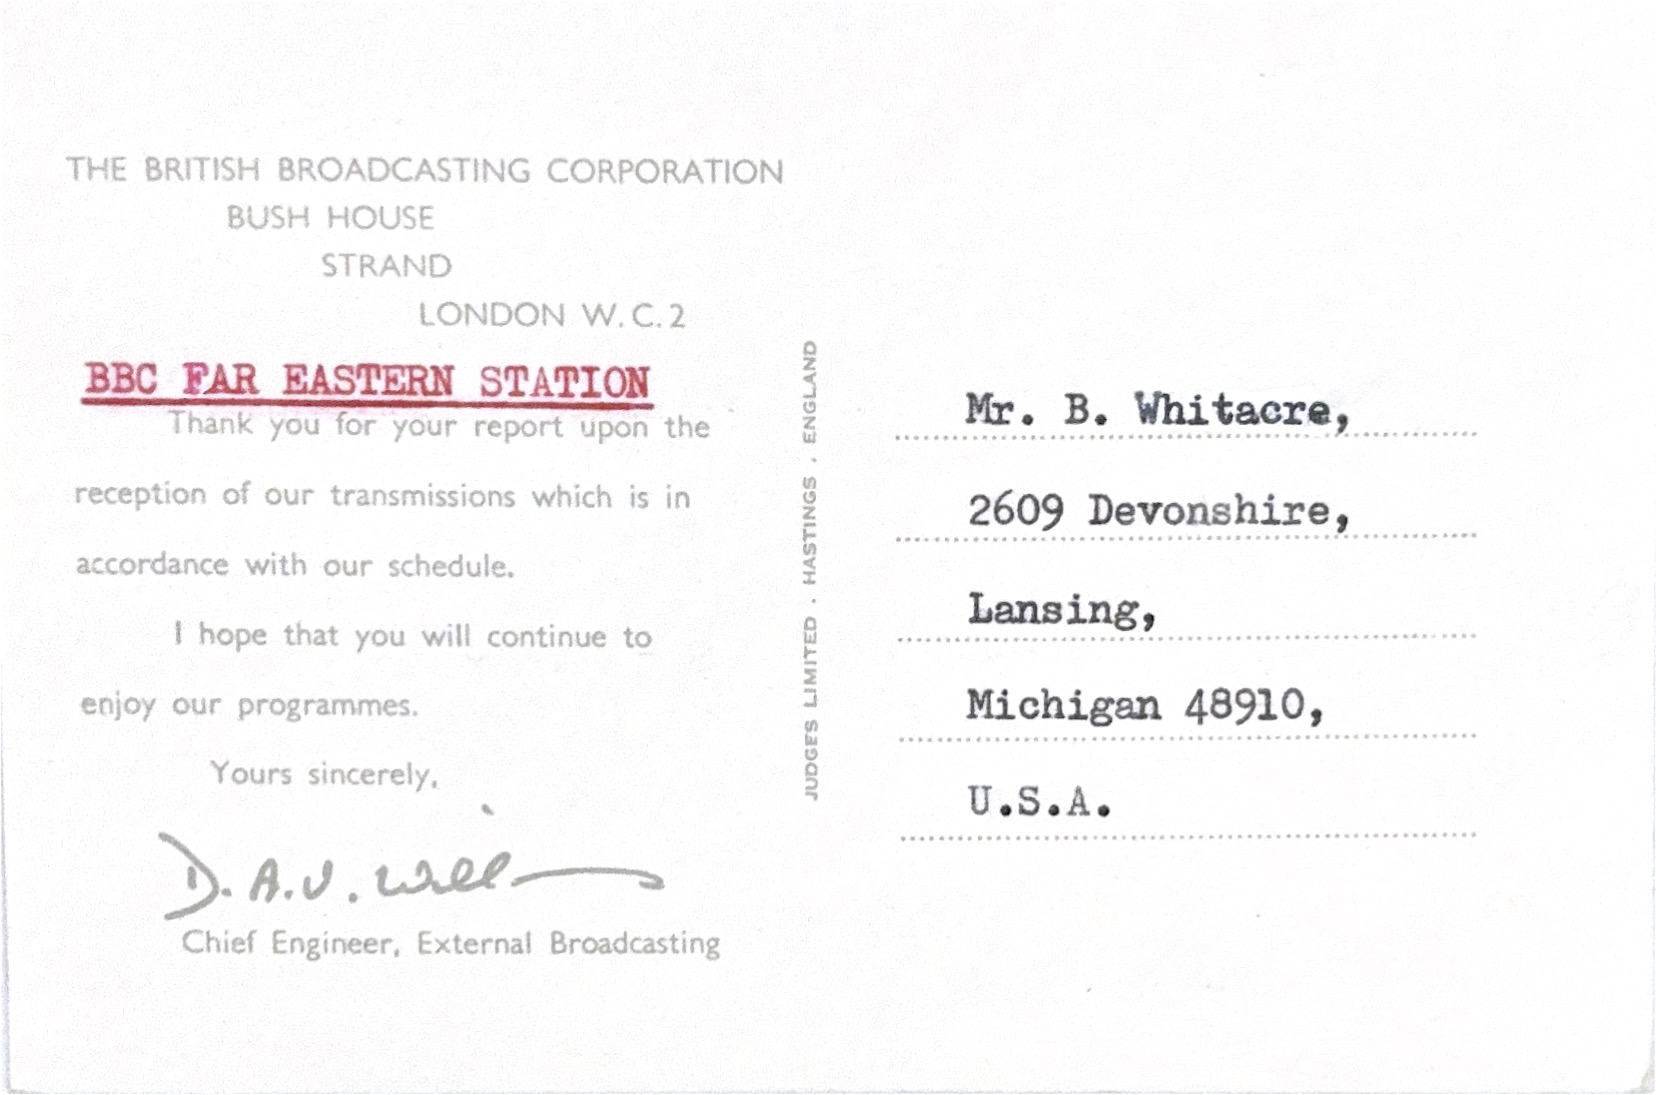 THE BRITISH BROADCASTING CORPORATION
BUSH HOUSE
STRAND
LONDON W.C.2
BBC FAR EASTERN STATION
Thank you for your report upon the
reception of our transmissions which is in
accordance with our schedule.
I hope that you will continue to
enjoy our programmes.
Yours sincerely,
D.A.V. Will
Chief Engineer, External Broadcasting
JUDGES LIMITED . HASTINGS . ENGLAND
Mr. B. Whitacre,
2609 Devonshire,
Lansing,
Michigan 48910,
U.S.A.